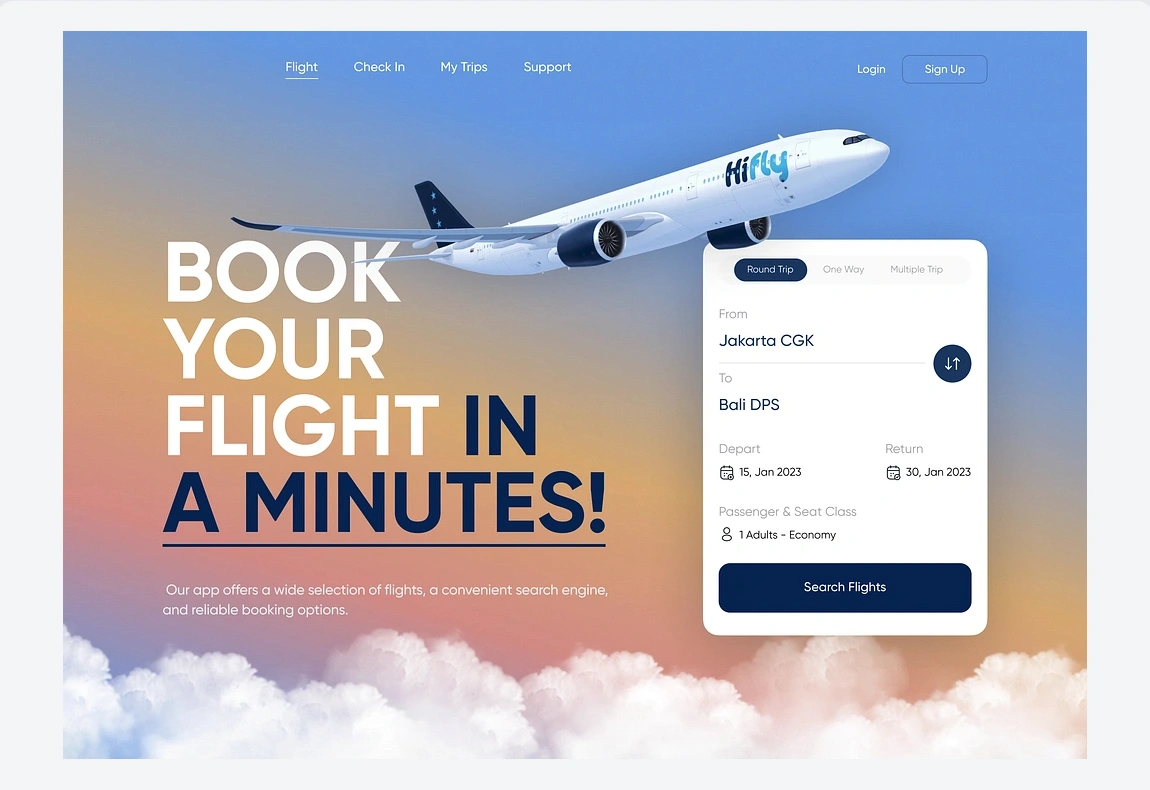 Flight
Check In
My Trips
Support
Login
Sign Up
HiFly
BOOK
YOUR
FLIGHT IN
A MINUTES!
Our app offers a wide selection of flights, a convenient search engine,
and reliable booking options.
Round Trip
One Way
Multiple Trip
From
Jakarta CGK
To
Bali DPS
Depart
Return
15, Jan 2023
30, Jan 2023
Passenger & Seat Class
1 Adults - Economy
Search Flights